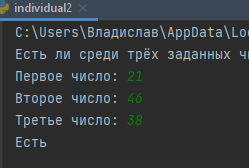 individual2
C:\Users\Владислав\AppData\Lo
Есть ли среди трёх заданных
Первое число: 21
Второе число: 46
Третье число: 38
Есть